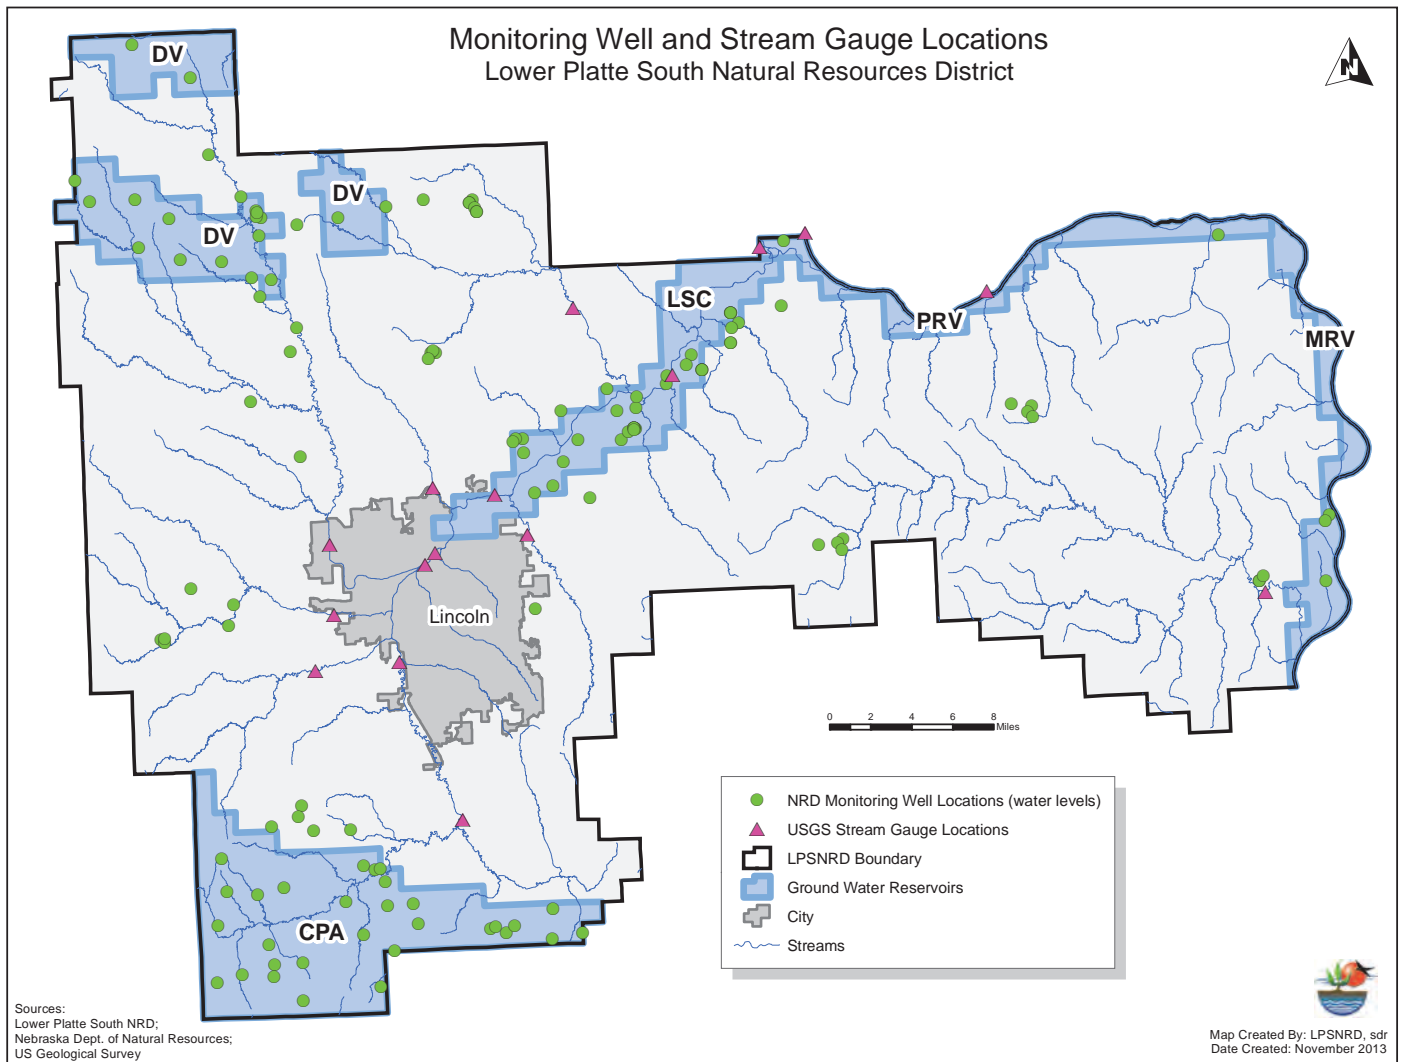 Monitoring Well and Stream Gauge Locations
Lower Platte South Natural Resources District
N
DV
DV
DV
LSC
PRV
MRV
Lincoln
0 2 4 6 8
Miles
NRD Monitoring Well Locations (water levels)
USGS Stream Gauge Locations
LPSNRD Boundary
Ground Water Reservoirs
City
Streams
CPA
Sources:
Lower Platte South NRD;
Nebraska Dept. of Natural Resources;
US Geological Survey
Map Created By: LPSNRD, sdr
Date Created: November 2013